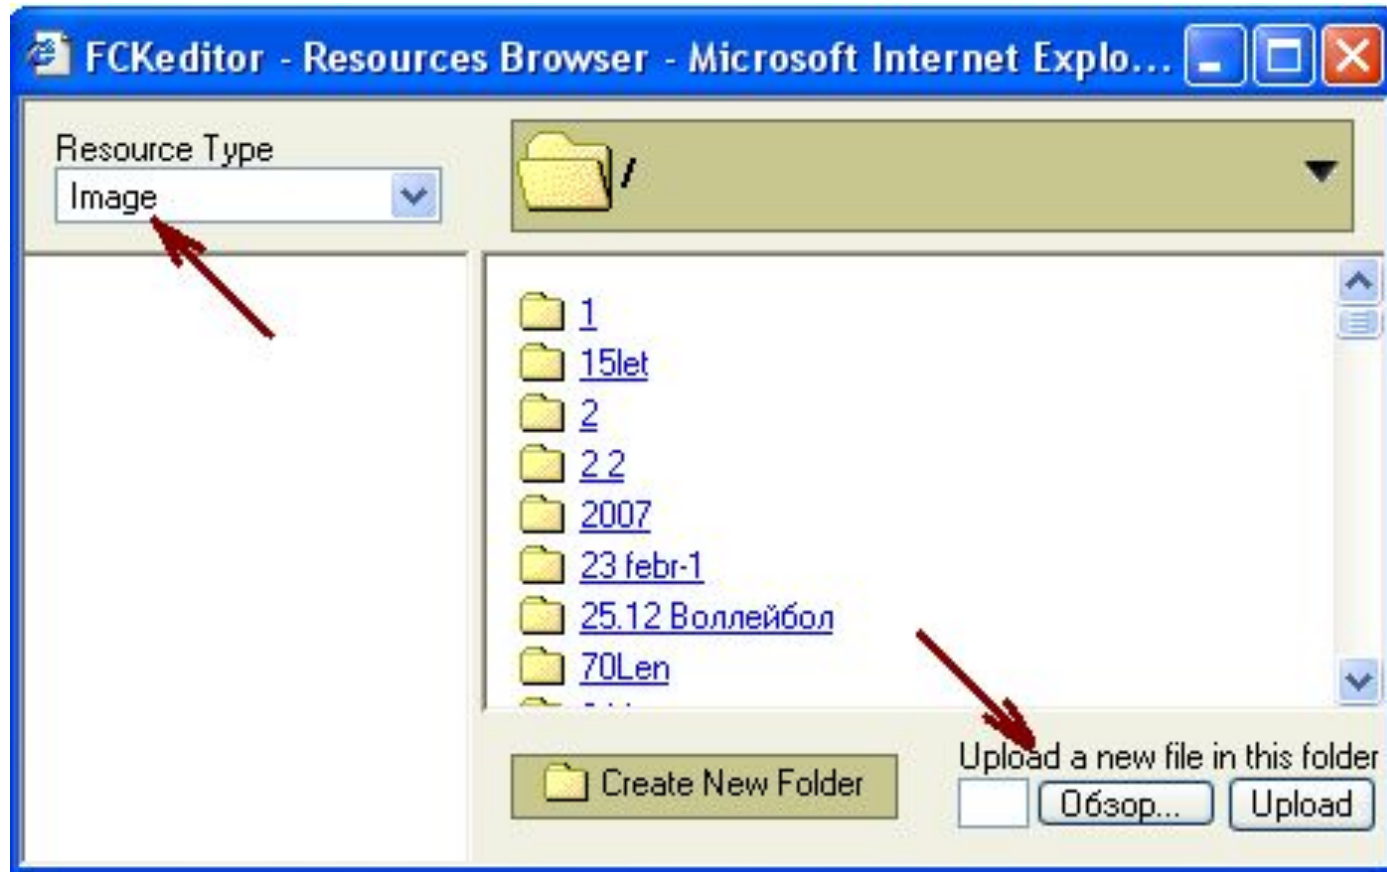 FCKeditor - Resources Browser - Microsoft Internet Explo...
Resource Type
Image
/
1
15let
2
2 2
2007
23 febr-1
25.12 Воллейбол
70Len
Create New Folder
Upload a new file in this folder
Обзор...
Upload